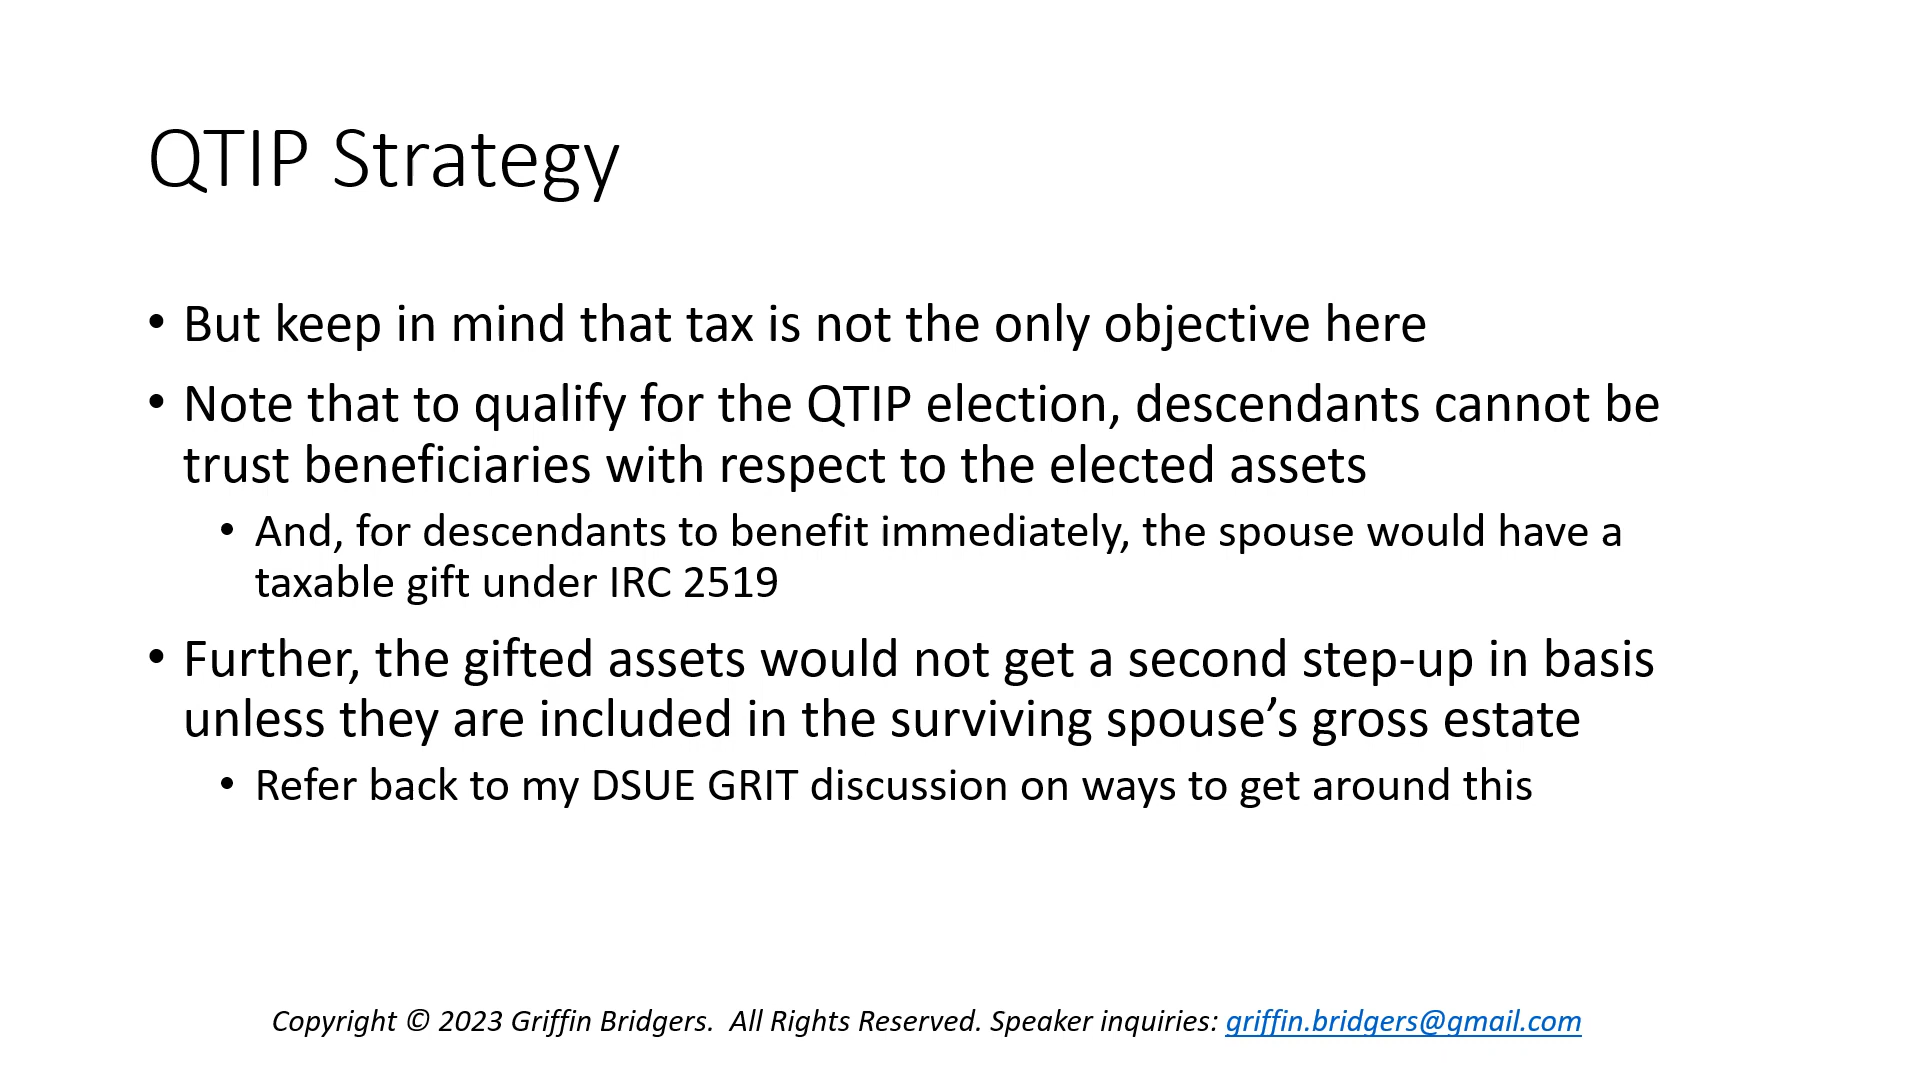 QTIP Strategy
• But keep in mind that tax is not the only objective here
• Note that to qualify for the QTIP election, descendants cannot be
trust beneficiaries with respect to the elected assets
• And, for descendants to benefit immediately, the spouse would have a
taxable gift under IRC 2519
• Further, the gifted assets would not get a second step-up in basis
unless they are included in the surviving spouse’s gross estate
• Refer back to my DSUE GRIT discussion on ways to get around this
Copyright © 2023 Griffin Bridgers.  All Rights Reserved. Speaker inquiries: griffin.bridgers@gmail.com